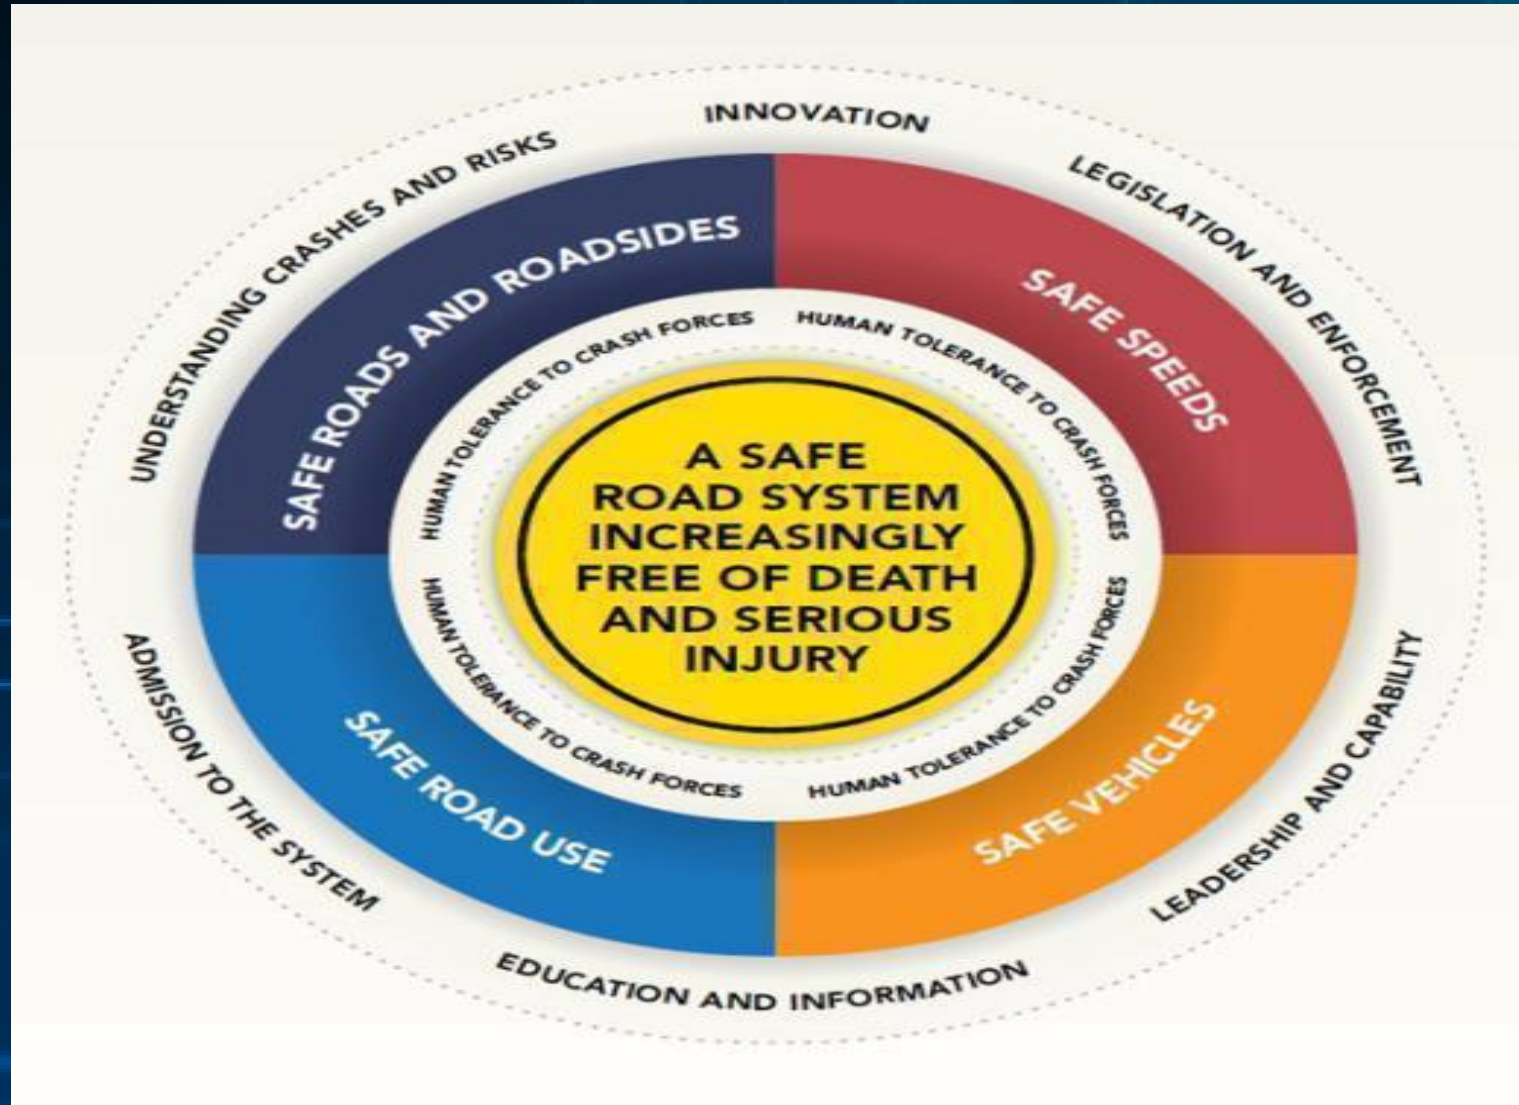 INNOVATION
UNDERSTANDING CRASHES AND RISKS
LEGISLATION AND ENFORCEMENT
SAFE ROADS AND ROADSIDES
SAFE SPEEDS
HUMAN TOLERANCE TO CRASH FORCES
HUMAN TOLERANCE TO CRASH FORCES
A SAFE
ROAD SYSTEM
INCREASINGLY
FREE OF DEATH
AND SERIOUS
INJURY
HUMAN TOLERANCE TO CRASH FORCES
HUMAN TOLERANCE TO CRASH FORCES
SAFE ROAD USE
SAFE VEHICLES
ADMISSION TO THE SYSTEM
LEADERSHIP AND CAPABILITY
EDUCATION AND INFORMATION